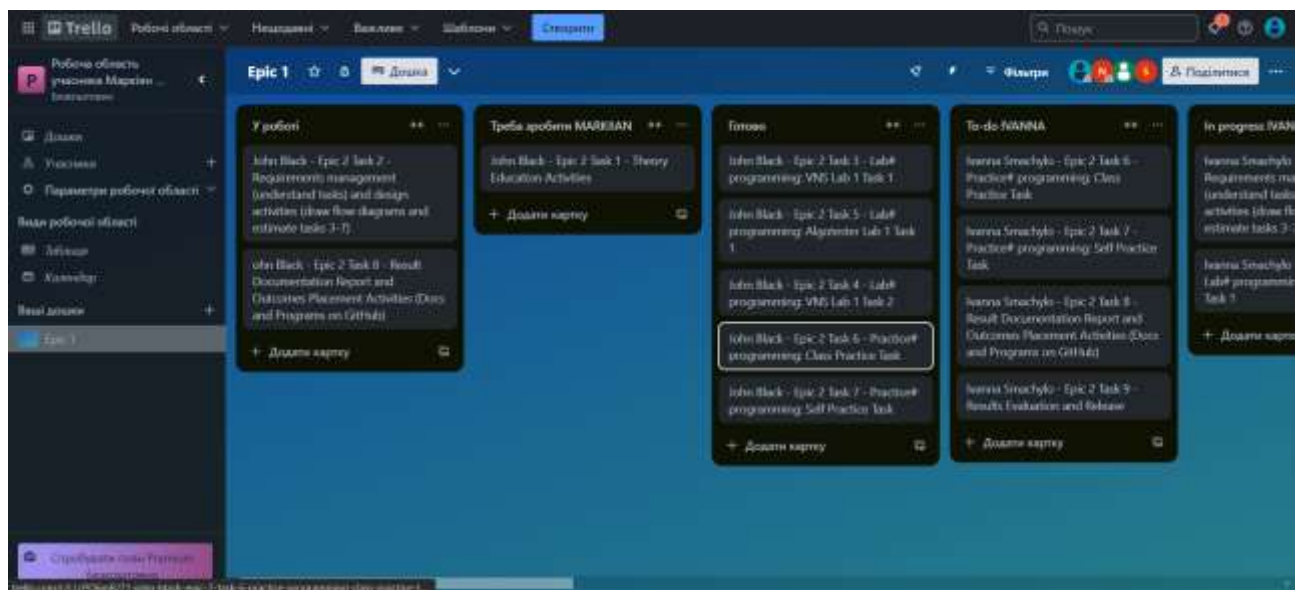 Trello Робочі області Нещодавні Важливе Шаблони Створити Пошук
Робоча область
учасника Маркіян ...
Безкоштовно
Дошки
Учасники
Параметри робочої області
Види робочої області
Таблиця
Календар
Ваші дошки
Epic 1
Epic 1 Дошка Фільтри Поділитися
У роботі
John Black - Epic 2 Task 2 -
Requirements management
(understand tasks) and design
activities (draw flow diagrams and
estimate tasks 3-7)
ohn Black - Epic 2 Task 8 - Result
Documentation Report and
Outcomes Placement Activities (Docs
and Programs on GitHub)
+ Додати картку
Треба зробити MARKIIAN
John Black - Epic 2 Task 1 - Theory
Education Activities
+ Додати картку
Готово
John Black - Epic 2 Task 3 - Lab#
programming: VNS Lab 1 Task 1
John Black - Epic 2 Task 5 - Lab#
programming: Algotester Lab 1 Task
1
John Black - Epic 2 Task 4 - Lab#
programming: VNS Lab 1 Task 2
John Black - Epic 2 Task 6 - Practice#
programming: Class Practice Task
John Black - Epic 2 Task 7 - Practice#
programming: Self Practice Task
+ Додати картку
To-do IVANNA
Ivanna Smachylo - Epic 2 Task 6 -
Practice# programming: Class
Practice Task
Ivanna Smachylo - Epic 2 Task 7 -
Practice# programming: Self Practice
Task
Ivanna Smachylo - Epic 2 Task 8 -
Result Documentation Report and
Outcomes Placement Activities (Docs
and Programs on GitHub)
Ivanna Smachylo - Epic 2 Task 9 -
Results Evaluation and Release
+ Додати картку
In progress IVAN
Ivanna Smachylo
Requirements ma
(understand tasks
activities (draw fl
estimate tasks 3-
Ivanna Smachylo
Lab# programmin
Task 1
+ Додати карт
Спробувати Premium